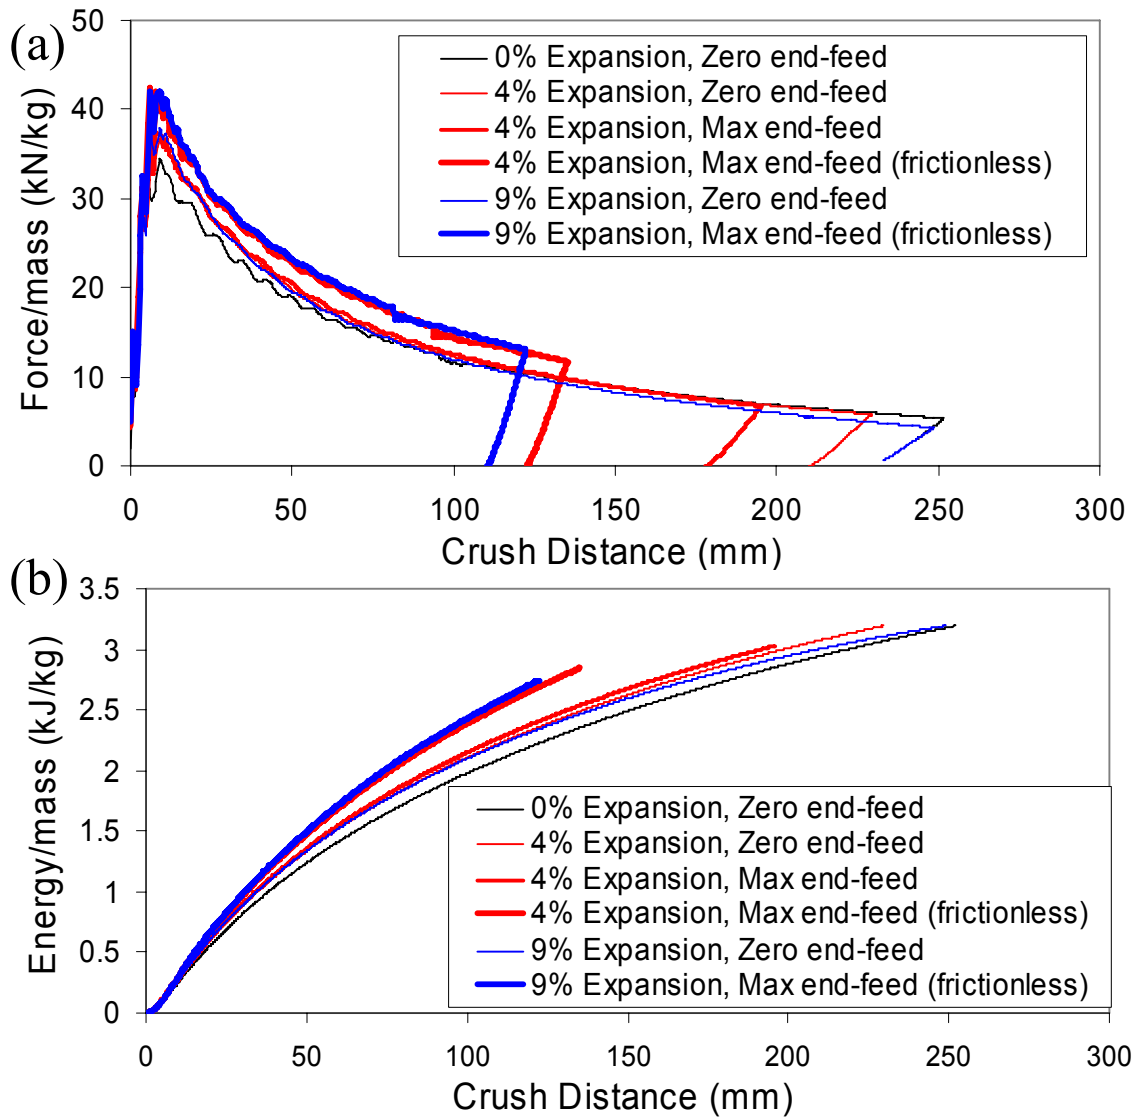 (a)
50
40
30
20
10
0
Force/mass (kN/kg)
0% Expansion, Zero end-feed
4% Expansion, Zero end-feed
4% Expansion, Max end-feed
4% Expansion, Max end-feed (frictionless)
9% Expansion, Zero end-feed
9% Expansion, Max end-feed (frictionless)
0 50 100 150 200 250 300
Crush Distance (mm)
(b)
3.5
3
2.5
2
1.5
1
0.5
0
Energy/mass (kJ/kg)
0% Expansion, Zero end-feed
4% Expansion, Zero end-feed
4% Expansion, Max end-feed
4% Expansion, Max end-feed (frictionless)
9% Expansion, Zero end-feed
9% Expansion, Max end-feed (frictionless)
0 50 100 150 200 250 300
Crush Distance (mm)